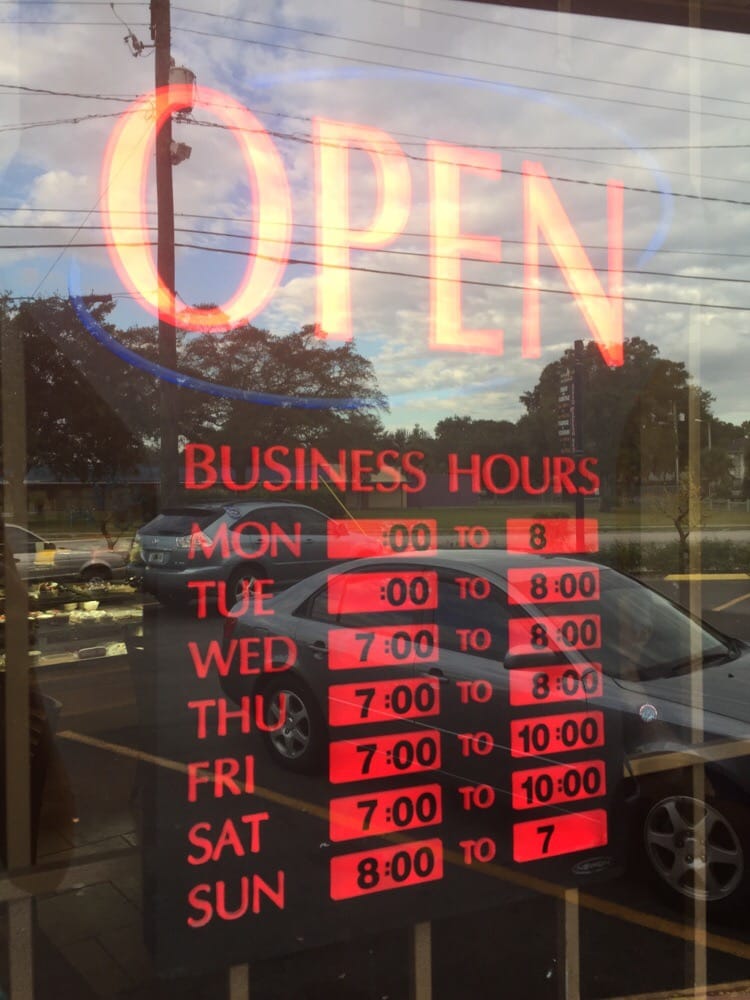 OPEN
BUSINESS HOURS
MON :00 TO 8
TUE :00 TO 8:00
WED 7:00 TO 8:00
THU 7:00 TO 8:00
FRI 7:00 TO 10:00
SAT 7:00 TO 10:00
SUN 8:00 TO 7